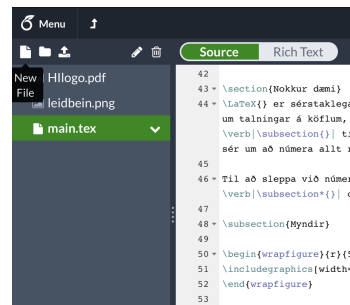 Menu
Source Rich Text
New File
HIlogo.pdf
leidbein.png
main.tex
42
43 \section{Nokkur dæmi}
44 \LaTeX{} er sérstaklega
um talningar á köflum,
\verb|\subsection{}| t
sér um að númera allt
45
46 Til að sleppa við núme
\verb|\subsection*{}|
47
48 \subsection{Myndir}
49
50 \begin{wrapfigure}{r}{5
51 \includegraphics[width=
52 \end{wrapfigure}
53